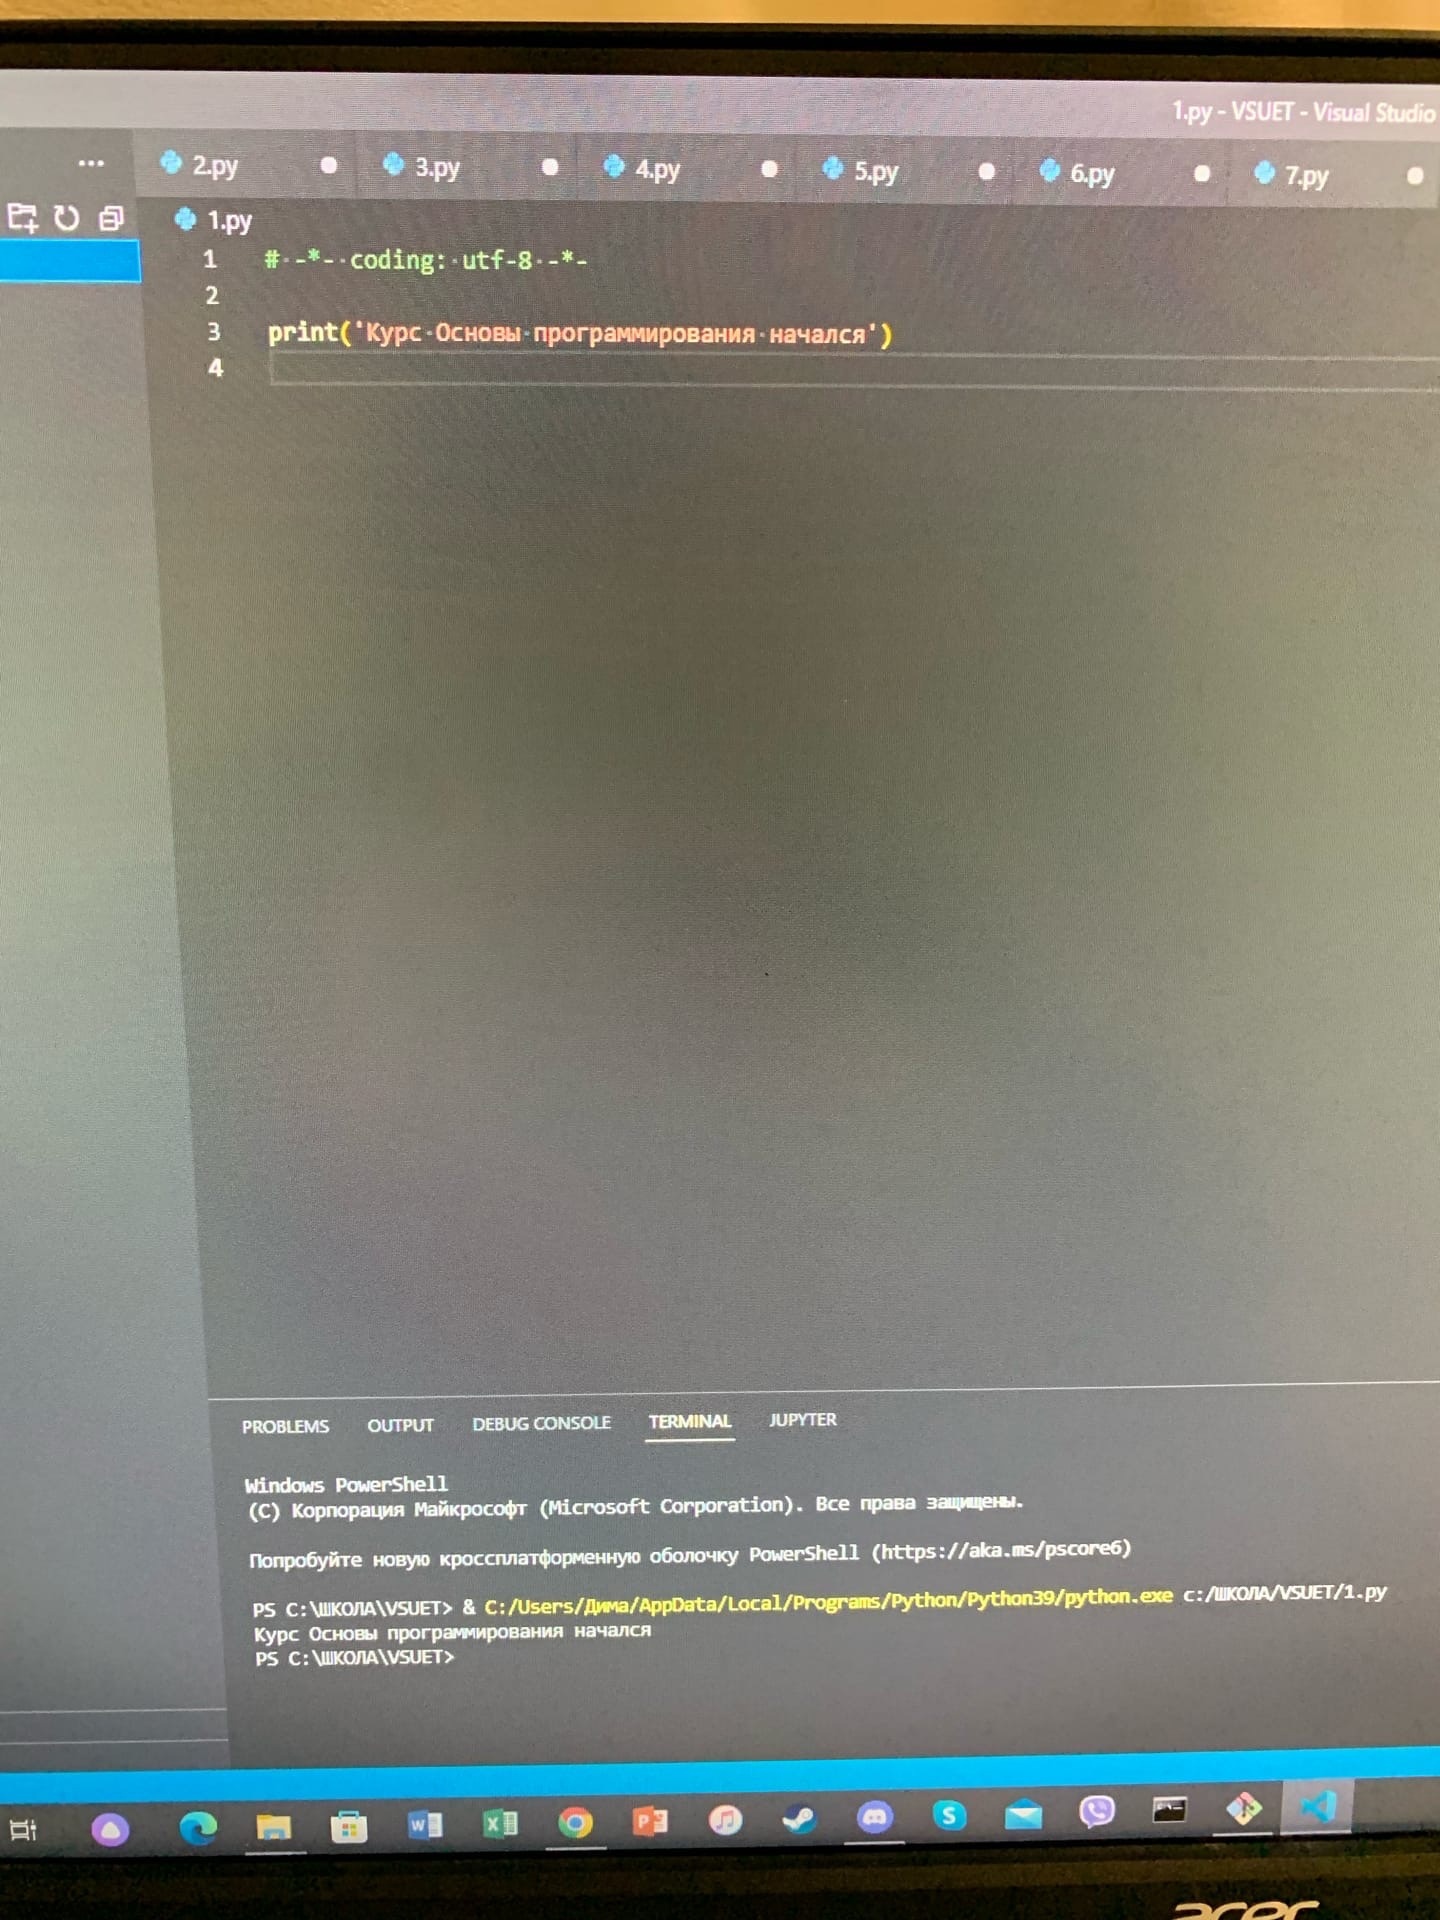 1.py - VSUET - Visual Studio
2.py
3.py
4.py
5.py
6.py
7.py
1.py
1 # -*- coding: utf-8 -*-
2
3 print('Курс Основы программирования начался')
4
PROBLEMS OUTPUT DEBUG CONSOLE TERMINAL JUPYTER
Windows PowerShell
(C) Корпорация Майкрософт (Microsoft Corporation). Все права защищены.
Попробуйте новую кроссплатформенную оболочку PowerShell (https://aka.ms/pscore6)
PS C:\ШКОЛА\VSUET> & C:/Users/Дима/AppData/Local/Programs/Python/Python39/python.exe c:/ШКОЛА/VSUET/1.py
Курс Основы программирования начался
PS C:\ШКОЛА\VSUET>
acer